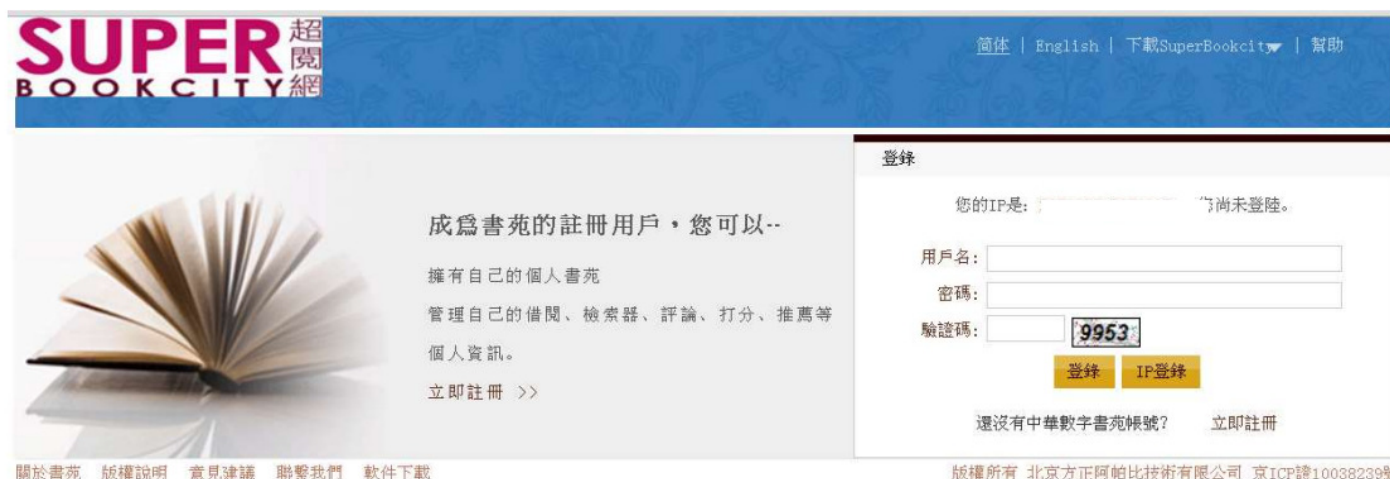 SUPER 超閱網
BOOKCITY
简体 | English | 下載SuperBookcity | 幫助
登錄
您的IP是: 尚未登陸。
成爲書苑的註冊用戶，您可以--
擁有自己的個人書苑
管理自己的借閱、檢索器、評論、打分、推薦等
個人資訊。
立即註冊 >>
用戶名:
密碼:
驗證碼: 9953
登錄 IP登錄
還沒有中華數字書苑帳號? 立即註冊
關於書苑 版權説明 意見建議 聯繫我們 軟件下載
版權所有 北京方正阿帕比技術有限公司 京ICP證10038239號